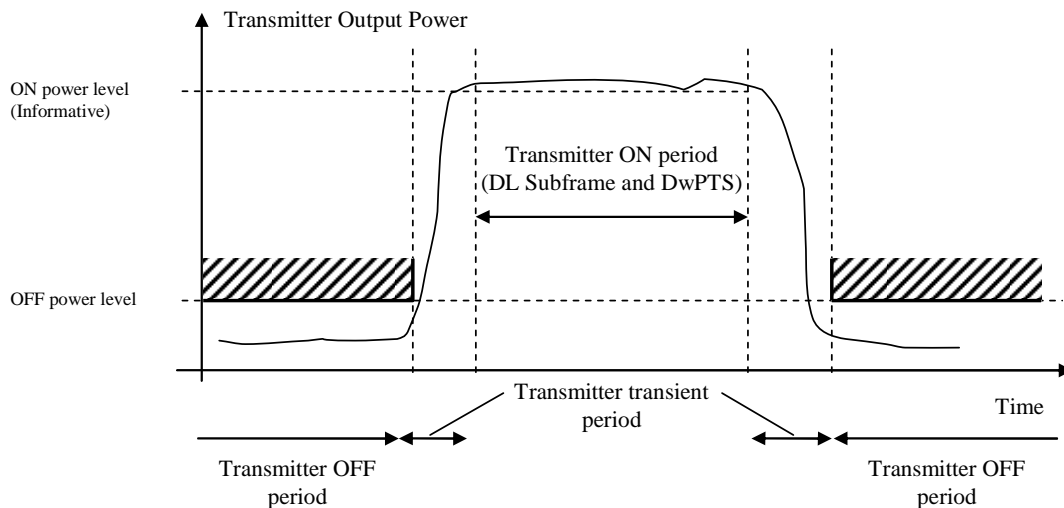 Transmitter Output Power
ON power level
(Informative)
Transmitter ON period
(DL Subframe and DwPTS)
OFF power level
Transmitter transient
period
Time
Transmitter OFF
period
Transmitter OFF
period